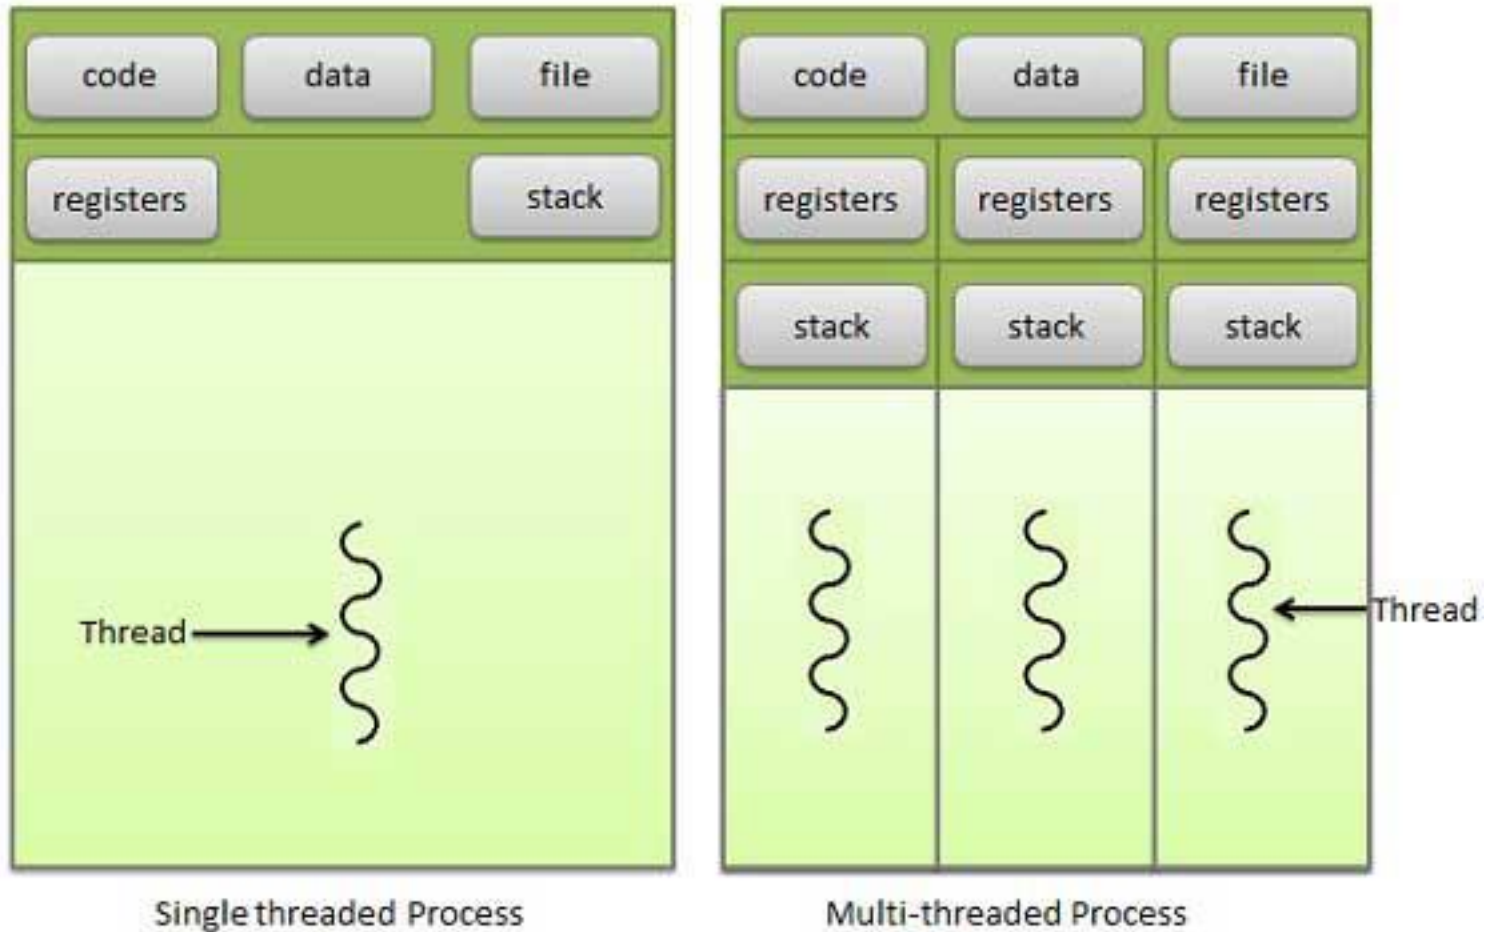 code data file
registers stack
Thread
Single threaded Process
code data file
registers registers registers
stack stack stack
Thread
Multi-threaded Process